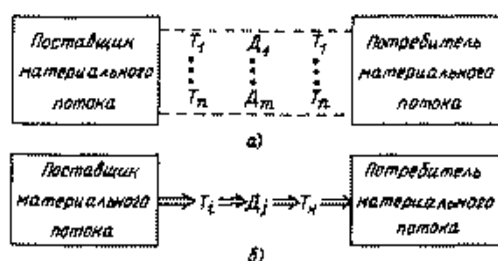 Поставщик материального потока
Т1 Д1 Т1
Тn Дm Тn
Потребитель материального потока
а)
Поставщик материального потока
Тi Дj Тк
Потребитель материального потока
б)